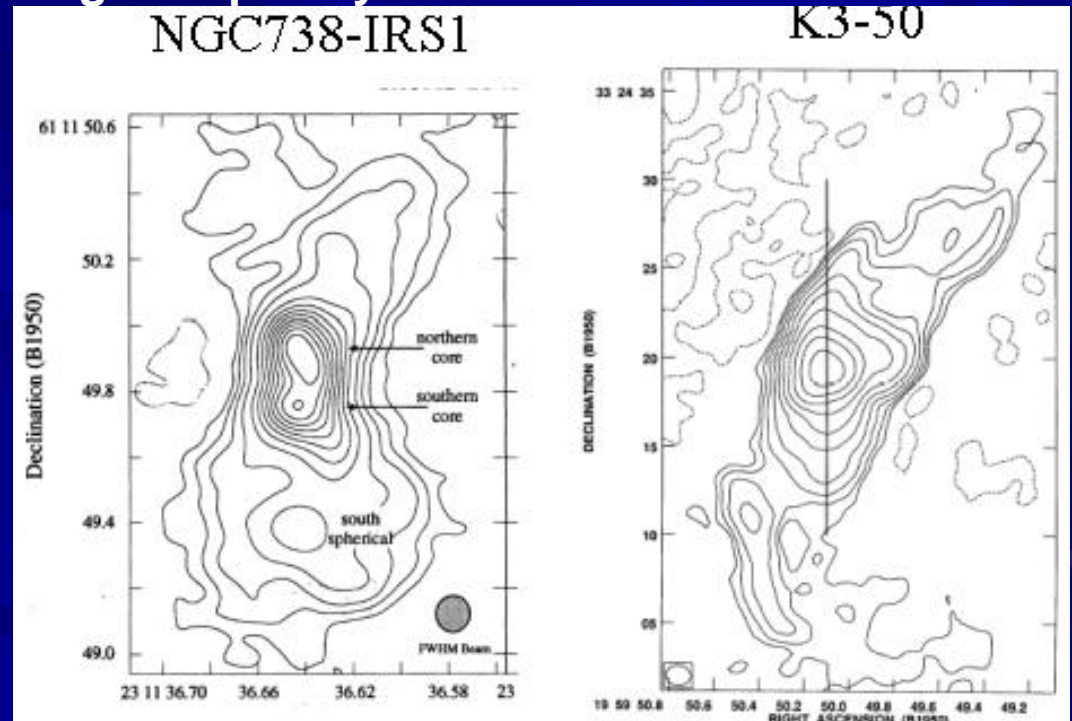 NGC738-IRS1
K3-50
61 11 50.6
50.2
49.8
49.4
49.0
Declination (B1950)
northern
core
southern
core
south
spherical
FWHM Beam
23 11 36.70 36.66 36.62 36.58 23
33 24 35
30
25
20
15
10
05
DECLINATION (B1950)
19 59 50.8 50.6 50.4 50.2 50.0 49.8 49.6 49.4 49.2
RIGHT ASCENSION (B1950)